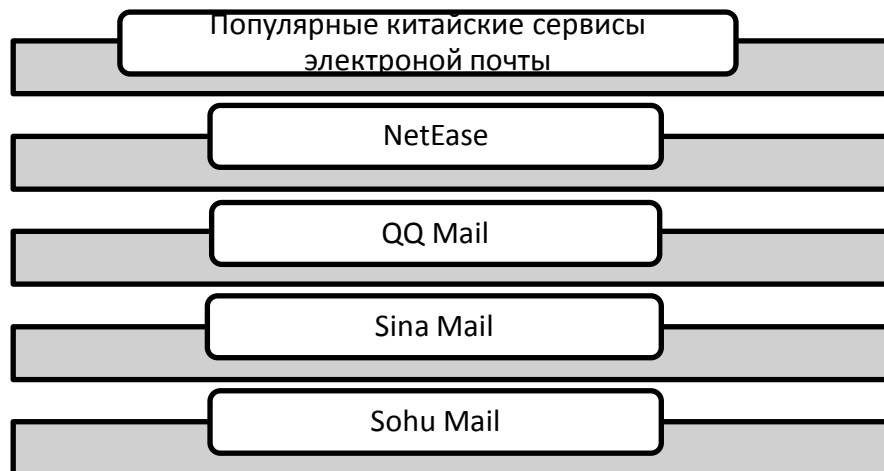 Популярные китайские сервисы
электроной почты
NetEase
QQ Mail
Sina Mail
Sohu Mail